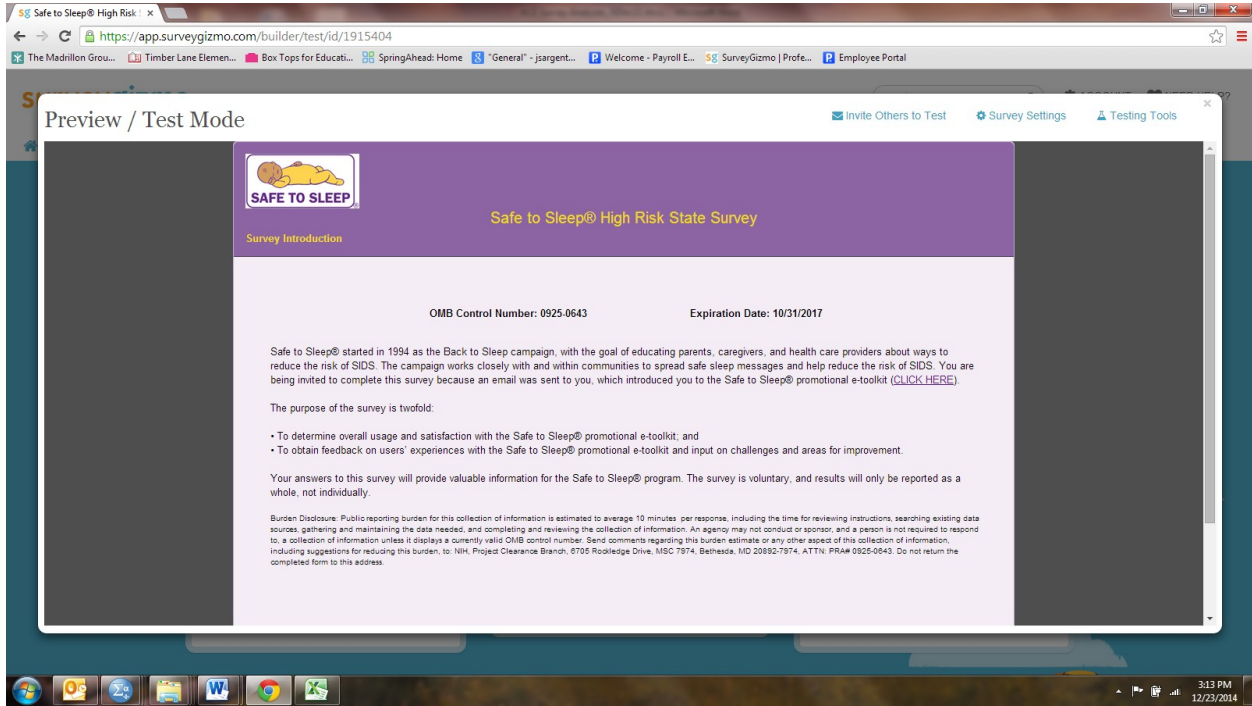 Sg Safe to Sleep® High Risk S ×
https://app.surveygizmo.com/builder/test/id/1915404
The Madrillon Grou... Timber Lane Elemen... Box Tops for Educati... SpringAhead: Home "General" - jsargent... Welcome - Payroll E... Sg SurveyGizmo | Profe... Employee Portal
Preview / Test Mode
Invite Others to Test Survey Settings Testing Tools
SAFE TO SLEEP®
Safe to Sleep® High Risk State Survey
Survey Introduction
OMB Control Number: 0925-0643 Expiration Date: 10/31/2017
Safe to Sleep® started in 1994 as the Back to Sleep campaign, with the goal of educating parents, caregivers, and health care providers about ways to
reduce the risk of SIDS. The campaign works closely with and within communities to spread safe sleep messages and help reduce the risk of SIDS. You are
being invited to complete this survey because an email was sent to you, which introduced you to the Safe to Sleep® promotional e-toolkit (CLICK HERE).
The purpose of the survey is twofold:
• To determine overall usage and satisfaction with the Safe to Sleep® promotional e-toolkit; and
• To obtain feedback on users' experiences with the Safe to Sleep® promotional e-toolkit and input on challenges and areas for improvement.
Your answers to this survey will provide valuable information for the Safe to Sleep® program. The survey is voluntary, and results will only be reported as a
whole, not individually.
Burden Disclosure: Public reporting burden for this collection of information is estimated to average 10 minutes per response, including the time for reviewing instructions, searching existing data
sources, gathering and maintaining the data needed, and completing and reviewing the collection of information. An agency may not conduct or sponsor, and a person is not required to respond
to, a collection of information unless it displays a currently valid OMB control number. Send comments regarding this burden estimate or any other aspect of this collection of information,
including suggestions for reducing this burden, to: NIH, Project Clearance Branch, 6705 Rockledge Drive, MSC 7974, Bethesda, MD 20892-7974, ATTN: PRA# 0925-0643. Do not return the
completed form to this address.
3:13 PM
12/23/2014